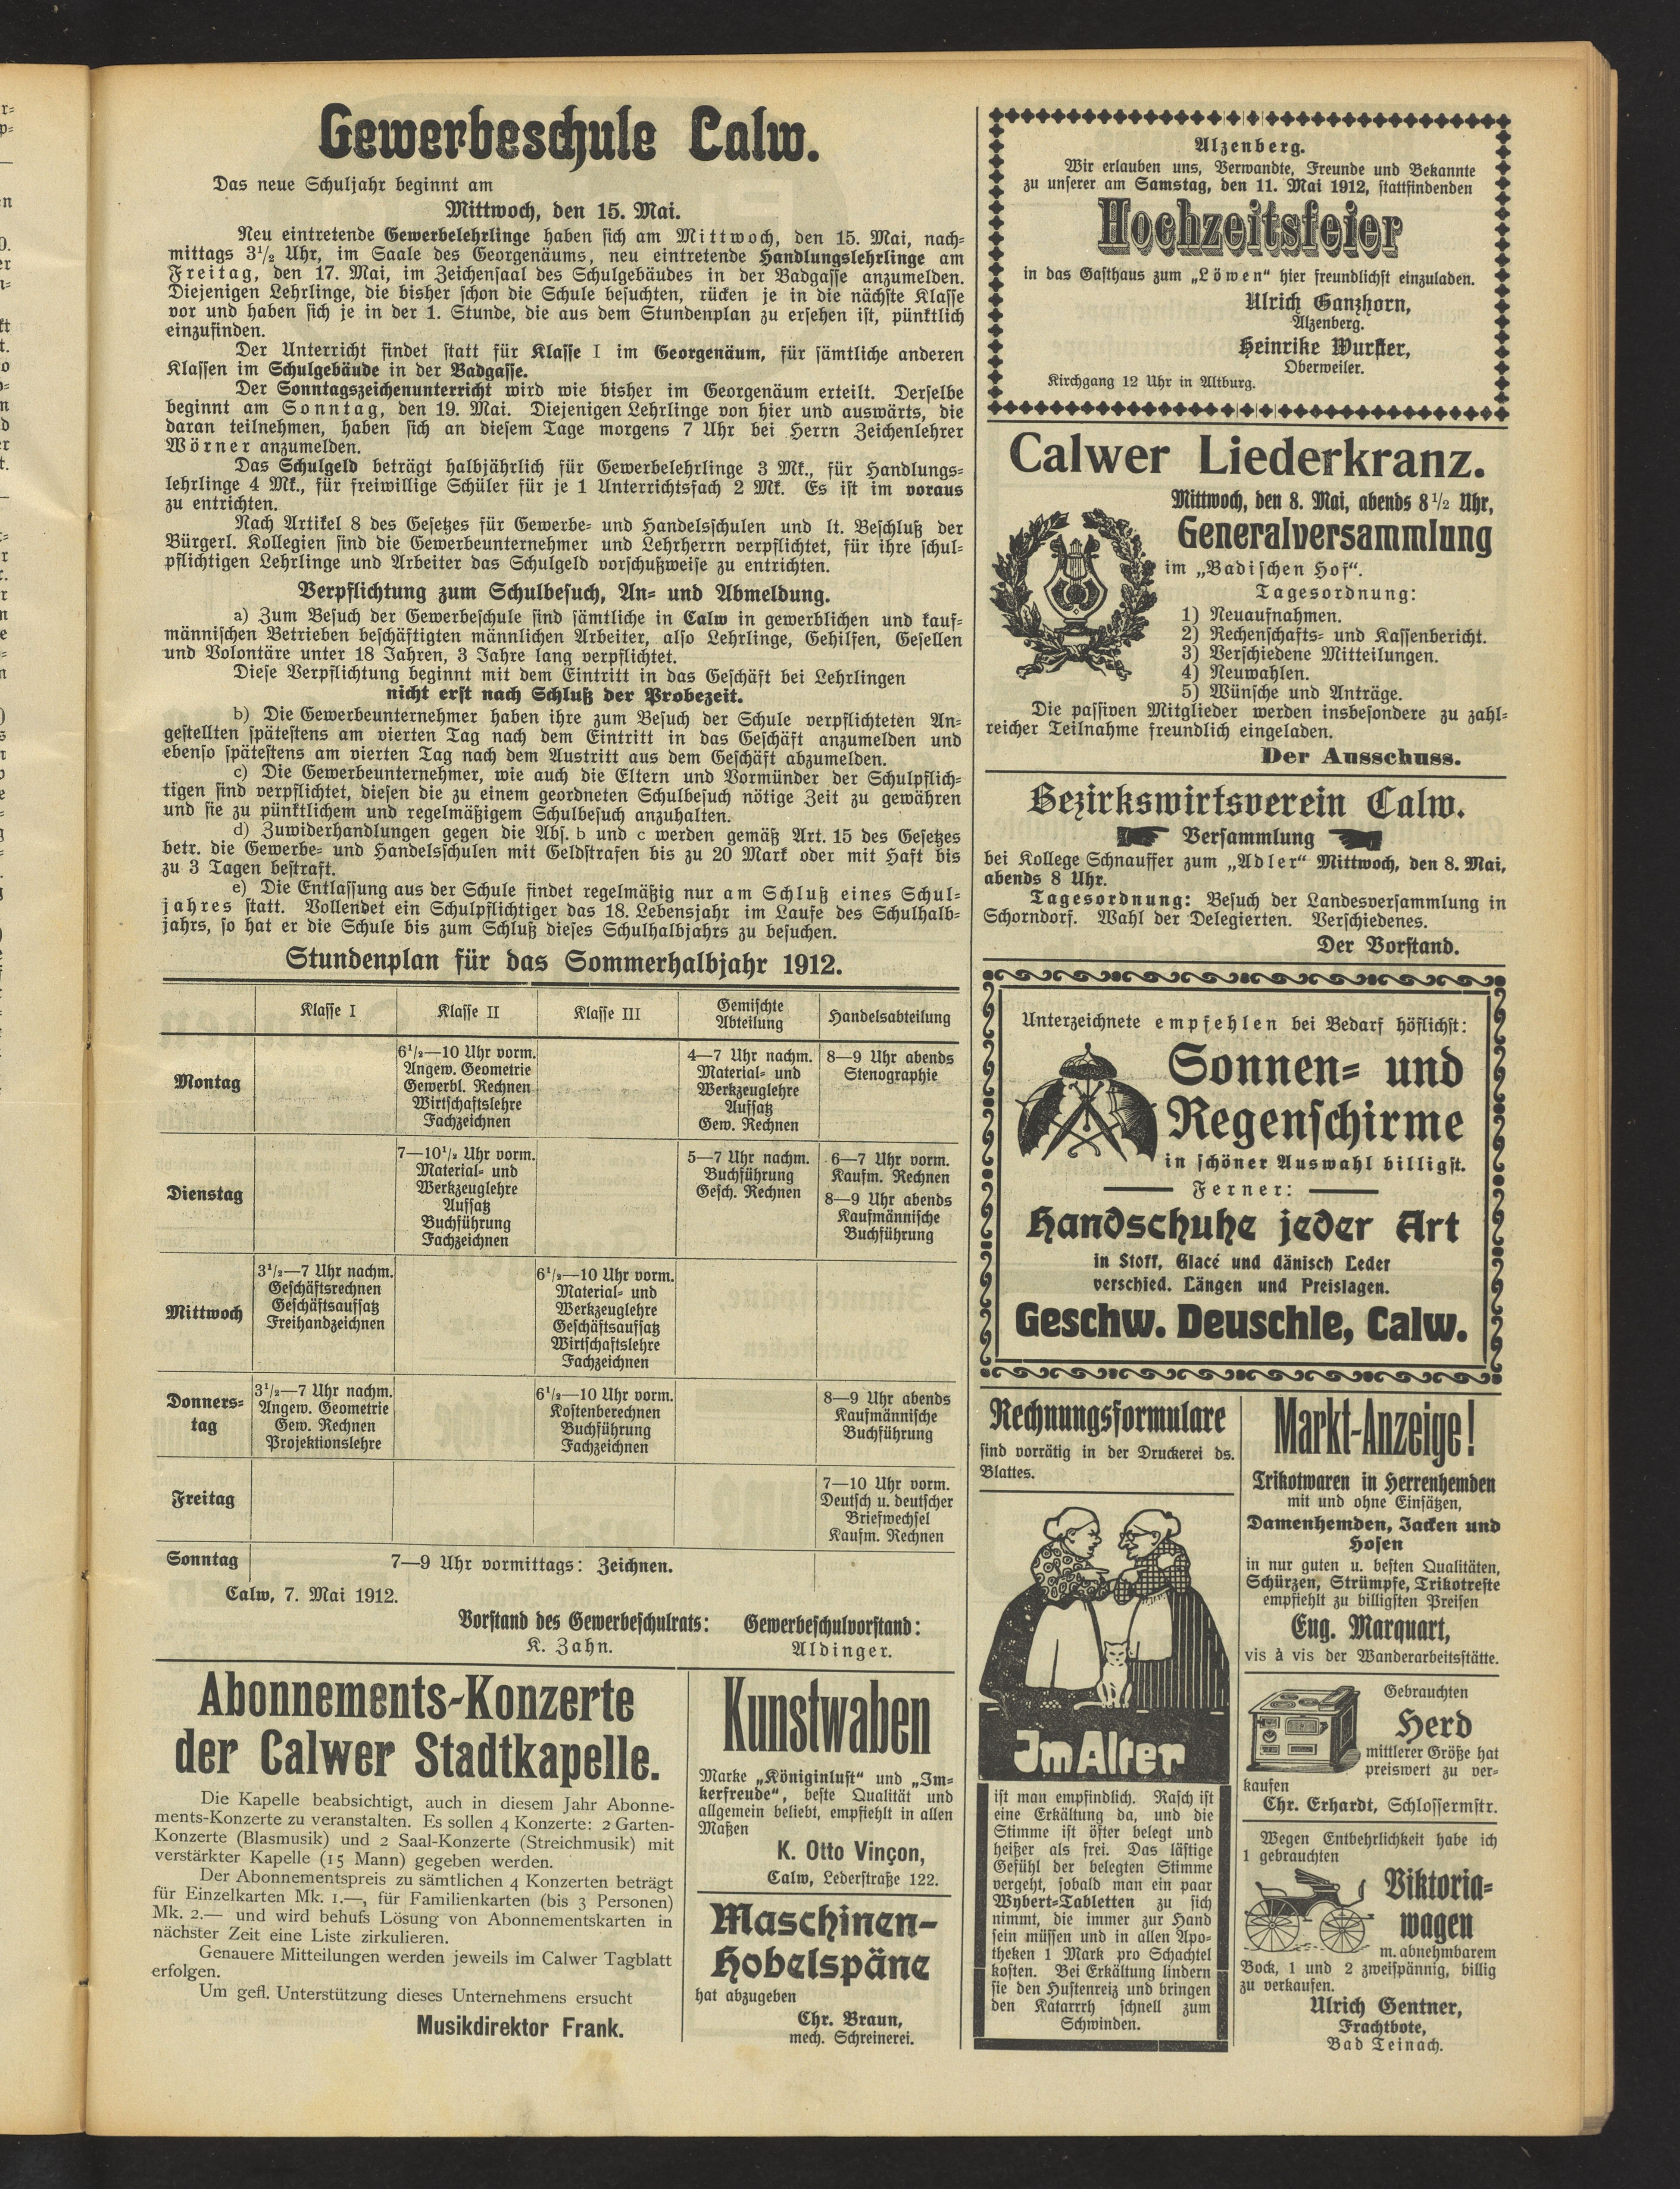 Gewerbeschule Calw.
Das neue Schuljahr beginnt am
Mittwoch, den 15. Mai.
Neu eintretende Gewerbelehrlinge haben sich am Mittwoch, den 15. Mai, nach-
mittags 3½ Uhr, im Saale des Georgenäums, neu eintretende Handlungslehrlinge am
Freitag, den 17. Mai, im Zeichensaal des Schulgebäudes in der Badgasse anzumelden.
Diejenigen Lehrlinge, die bisher schon die Schule besuchten, rücken je in die nächste Klasse
vor und haben sich je in der 1. Stunde, die aus dem Stundenplan zu ersehen ist, pünktlich
einzufinden.
Der Unterricht findet statt für Klasse I im Georgenäum, für sämtliche anderen
Klassen im Schulgebäude in der Badgasse.
Der Sonntagszeichenunterricht wird wie bisher im Georgenäum erteilt. Derselbe
beginnt am Sonntag, den 19. Mai. Diejenigen Lehrlinge von hier und auswärts, die
daran teilnehmen, haben sich an diesem Tage morgens 7 Uhr bei Herrn Zeichenlehrer
Wörner anzumelden.
Das Schulgeld beträgt halbjährlich für Gewerbelehrlinge 3 Mk., für Handlungs-
lehrlinge 4 Mk., für freiwillige Schüler für je 1 Unterrichtsfach 2 Mk. Es ist im voraus
zu entrichten.
Nach Artikel 8 des Gesetzes für Gewerbe- und Handelsschulen und lt. Beschluß der
Bürgerl. Kollegien sind die Gewerbeunternehmer und Lehrherrn verpflichtet, für ihre schul-
pflichtigen Lehrlinge und Arbeiter das Schulgeld vorschußweise zu entrichten.
Verpflichtung zum Schulbesuch, An- und Abmeldung.
a) Zum Besuch der Gewerbeschule sind sämtliche in Calw in gewerblichen und kauf-
männischen Betrieben beschäftigten männlichen Arbeiter, also Lehrlinge, Gehilfen, Gesellen
und Volontäre unter 18 Jahren, 3 Jahre lang verpflichtet.
Diese Verpflichtung beginnt mit dem Eintritt in das Geschäft bei Lehrlingen
nicht erst nach Schluß der Probezeit.
b) Die Gewerbeunternehmer haben ihre zum Besuch der Schule verpflichteten An-
gestellten spätestens am vierten Tag nach dem Eintritt in das Geschäft anzumelden und
ebenso spätestens am vierten Tag nach dem Austritt aus dem Geschäft abzumelden.
c) Die Gewerbeunternehmer, wie auch die Eltern und Vormünder der Schulpflich-
tigen sind verpflichtet, diesen die zu einem geordneten Schulbesuch nötige Zeit zu gewähren
und sie zu pünktlichem und regelmäßigem Schulbesuch anzuhalten.
d) Zuwiderhandlungen gegen die Abs. b und c werden gemäß Art. 15 des Gesetzes
betr. die Gewerbe- und Handelsschulen mit Geldstrafen bis zu 20 Mark oder mit Haft bis
zu 3 Tagen bestraft.
e) Die Entlassung aus der Schule findet regelmäßig nur am Schluß eines Schul-
jahres statt. Vollendet ein Schulpflichtiger das 18. Lebensjahr im Laufe des Schulhalb-
jahrs, so hat er die Schule bis zum Schluß dieses Schulhalbjahrs zu besuchen.
Stundenplan für das Sommerhalbjahr 1912.
Klasse I
Klasse II
Klasse III
Gemischte
Abteilung
Handelsabteilung
Montag
6½—10 Uhr vorm.
Angew. Geometrie
Gewerbl. Rechnen
Wirtschaftslehre
Fachzeichnen
4—7 Uhr nachm.
Material- und
Werkzeuglehre
Aufsatz
Gew. Rechnen
8—9 Uhr abends
Stenographie
Dienstag
7—10½ Uhr vorm.
Material- und
Werkzeuglehre
Aufsatz
Buchführung
Fachzeichnen
5—7 Uhr nachm.
Buchführung
Gesch. Rechnen
6—7 Uhr vorm.
Kaufm. Rechnen
8—9 Uhr abends
Kaufmännische
Buchführung
Mittwoch
3½—7 Uhr nachm.
Geschäftsrechnen
Geschäftsaufsatz
Freihandzeichnen
6½—10 Uhr vorm.
Material- und
Werkzeuglehre
Geschäftsaufsatz
Wirtschaftslehre
Fachzeichnen
Donners-
tag
3½—7 Uhr nachm.
Angew. Geometrie
Gew. Rechnen
Projektionslehre
6½—10 Uhr vorm.
Kostenberechnen
Buchführung
Fachzeichnen
8—9 Uhr abends
Kaufmännische
Buchführung
Freitag
7—10 Uhr vorm.
Deutsch u. deutscher
Briefwechsel
Kaufm. Rechnen
Sonntag
7—9 Uhr vormittags: Zeichnen.
Calw, 7. Mai 1912.
Vorstand des Gewerbeschulrats:
K. Zahn.
Gewerbeschulvorstand:
Aldinger.
Abonnements-Konzerte
der Calwer Stadtkapelle.
Die Kapelle beabsichtigt, auch in diesem Jahr Abonne-
ments-Konzerte zu veranstalten. Es sollen 4 Konzerte: 2 Garten-
Konzerte (Blasmusik) und 2 Saal-Konzerte (Streichmusik) mit
verstärkter Kapelle (15 Mann) gegeben werden.
Der Abonnementspreis zu sämtlichen 4 Konzerten beträgt
für Einzelkarten Mk. 1.—, für Familienkarten (bis 3 Personen)
Mk. 2.— und wird behufs Lösung von Abonnementskarten in
nächster Zeit eine Liste zirkulieren.
Genauere Mitteilungen werden jeweils im Calwer Tagblatt
erfolgen.
Um gefl. Unterstützung dieses Unternehmens ersucht
Musikdirektor Frank.
Kunstwaben
Marke „Königinlust“ und „Im-
kerfreude“, beste Qualität und
allgemein beliebt, empfiehlt in allen
Maßen
K. Otto Vinçon,
Calw, Lederstraße 122.
Maschinen-
Hobelspäne
hat abzugeben
Chr. Braun,
mech. Schreinerei.
Alzenberg.
Wir erlauben uns, Verwandte, Freunde und Bekannte
zu unserer am Samstag, den 11. Mai 1912, stattfindenden
Hochzeitsfeier
in das Gasthaus zum „Löwen“ hier freundlichst einzuladen.
Ulrich Ganzhorn,
Alzenberg.
Heinrike Wurster,
Oberweiler.
Kirchgang 12 Uhr in Altburg.
Calwer Liederkranz.
Mittwoch, den 8. Mai, abends 8½ Uhr,
Generalversammlung
im „Badischen Hof“.
Tagesordnung:
1) Neuaufnahmen.
2) Rechenschafts- und Kassenbericht.
3) Verschiedene Mitteilungen.
4) Neuwahlen.
5) Wünsche und Anträge.
Die passiven Mitglieder werden insbesondere zu zahl-
reicher Teilnahme freundlich eingeladen.
Der Ausschuss.
Bezirkswirtsverein Calw.
Versammlung
bei Kollege Schnauffer zum „Adler“ Mittwoch, den 8. Mai,
abends 8 Uhr.
Tagesordnung: Besuch der Landesversammlung in
Schorndorf. Wahl der Delegierten. Verschiedenes.
Der Vorstand.
Unterzeichnete empfehlen bei Bedarf höflichst:
Sonnen- und
Regenschirme
in schöner Auswahl billigst.
Ferner:
Handschuhe jeder Art
in Stoff, Glacé und dänisch Leder
verschied. Längen und Preislagen.
Geschw. Deuschle, Calw.
Rechnungsformulare
sind vorrätig in der Druckerei ds.
Blattes.
Im Alter
ist man empfindlich. Rasch ist
eine Erkältung da, und die
Stimme ist öfter belegt und
heißer als frei. Das lästige
Gefühl der belegten Stimme
vergeht, sobald man ein paar
Wybert-Tabletten zu sich
nimmt, die immer zur Hand
sein müssen und in allen Apo-
theken 1 Mark pro Schachtel
kosten. Bei Erkältung lindern
sie den Hustenreiz und bringen
den Katarrh schnell zum
Schwinden.
Markt-Anzeige!
Trikotwaren in Herrenhemden
mit und ohne Einsätzen,
Damenhemden, Jacken und
Hosen
in nur guten u. besten Qualitäten,
Schürzen, Strümpfe, Trikotreste
empfiehlt zu billigsten Preisen
Eug. Marquart,
vis à vis der Wanderarbeitsstätte.
Gebrauchten
Herd
mittlerer Größe hat
preiswert zu ver-
kaufen
Chr. Erhardt, Schlossermstr.
Wegen Entbehrlichkeit habe ich
1 gebrauchten
Viktoria-
wagen
m. abnehmbarem
Bock, 1 und 2 zweispännig, billig
zu verkaufen.
Ulrich Gentner,
Frachtbote,
Bad Teinach.